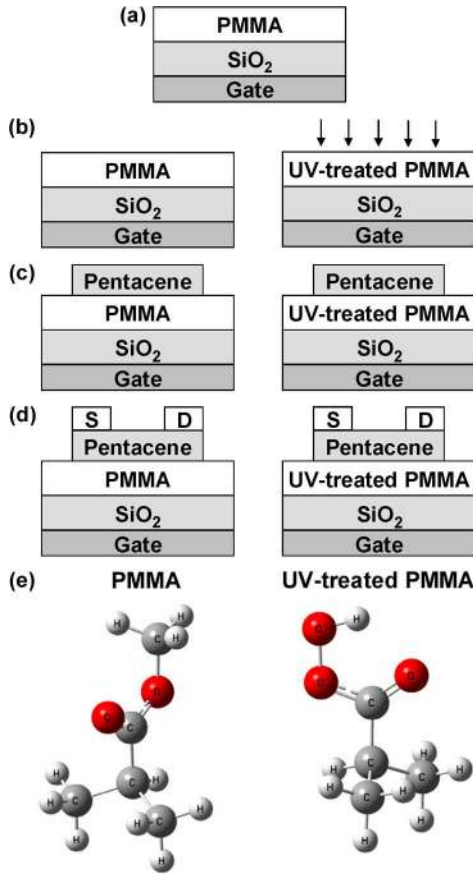 (a)
PMMA
SiO₂
Gate
(b)
PMMA
UV-treated PMMA
SiO₂
SiO₂
Gate
Gate
(c)
Pentacene
Pentacene
PMMA
UV-treated PMMA
SiO₂
SiO₂
Gate
Gate
(d)
S
D
S
D
Pentacene
Pentacene
PMMA
UV-treated PMMA
SiO₂
SiO₂
Gate
Gate
(e)
PMMA
UV-treated PMMA
H
H
C
H
O
O
C
H
C
H
H
C
H
H
H
H
O
H
O
C
O
C
H
H
C
C
H
H
H
H